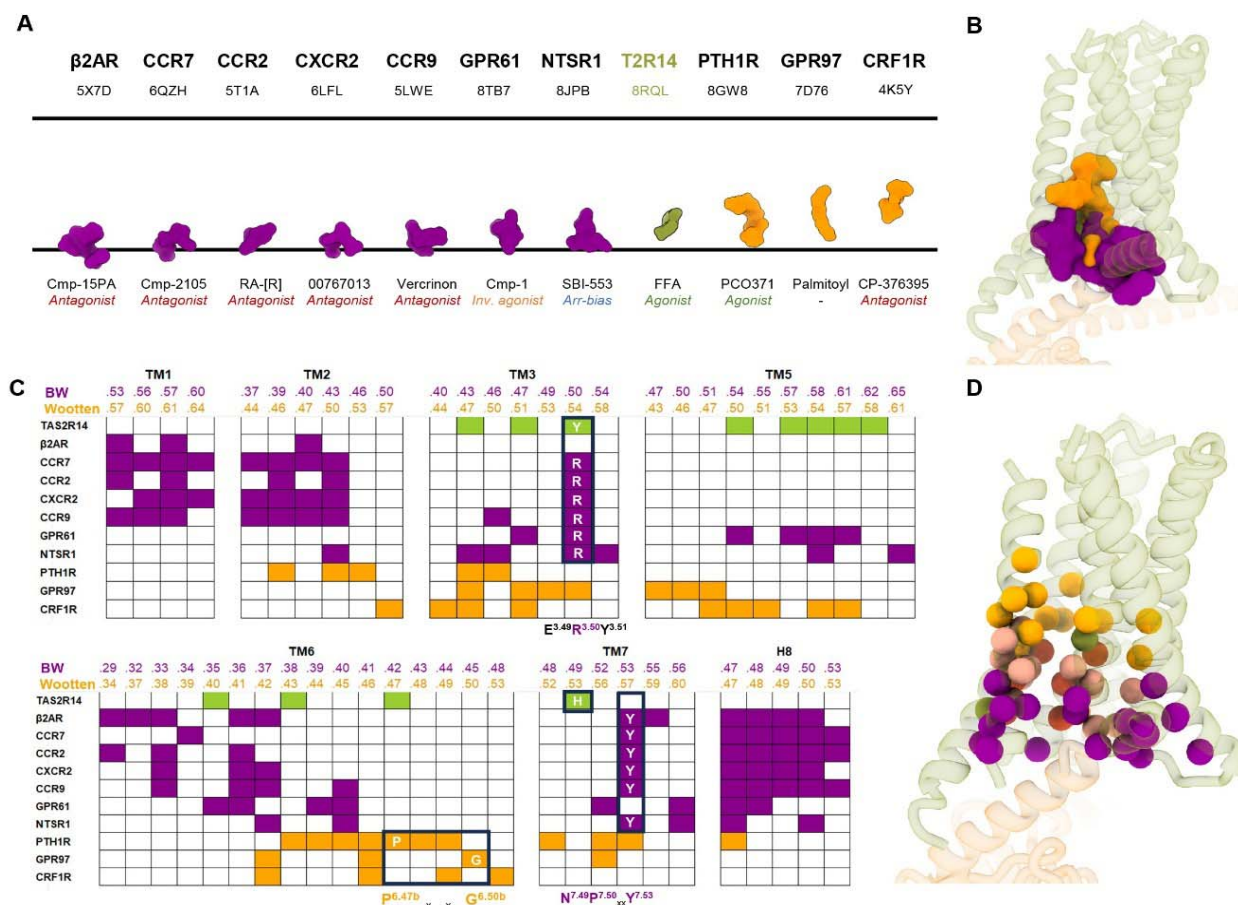 A
β2AR CCR7 CCR2 CXCR2 CCR9 GPR61 NTSR1 T2R14 PTH1R GPR97 CRF1R
5X7D 6QZH 5T1A 6LFL 5LWE 8TB7 8JPB 8RQL 8GW8 7D76 4K5Y
Cmp-15PA Cmp-2105 RA-[R] 00767013 Vercrinon Cmp-1 SBI-553 FFA PCO371 Palmitoyl CP-376395
Antagonist Antagonist Antagonist Antagonist Antagonist Inv. agonist Arr-bias Agonist Agonist - Antagonist
B
C
TM1 TM2 TM3 TM5
BW .53 .56 .57 .60 .37 .39 .40 .43 .46 .50 .40 .43 .46 .47 .49 .50 .54 .47 .50 .51 .54 .55 .57 .58 .61 .62 .65
Wootten .57 .60 .61 .64 .44 .46 .47 .50 .53 .57 .44 .47 .50 .51 .53 .54 .58 .43 .46 .47 .50 .51 .53 .54 .57 .58 .61
TAS2R14 Y
β2AR
CCR7 R
CCR2 R
CXCR2 R
CCR9 R
GPR61 R
NTSR1 R
PTH1R
GPR97
CRF1R
E3.49R3.50Y3.51
TM6 TM7 H8
BW .29 .32 .33 .34 .35 .36 .37 .38 .39 .40 .41 .42 .43 .44 .45 .48 .48 .49 .52 .53 .55 .56 .47 .48 .49 .50 .53
Wootten .34 .37 .38 .39 .40 .41 .42 .43 .44 .45 .46 .47 .48 .49 .50 .53 .52 .53 .56 .57 .59 .60 .47 .48 .49 .50 .53
TAS2R14 H
β2AR Y
CCR7 Y
CCR2 Y
CXCR2 Y
CCR9 Y
GPR61
NTSR1 Y
PTH1R P
GPR97 G
CRF1R
P6.47b x x G6.50b N7.49P7.50xxY7.53
D